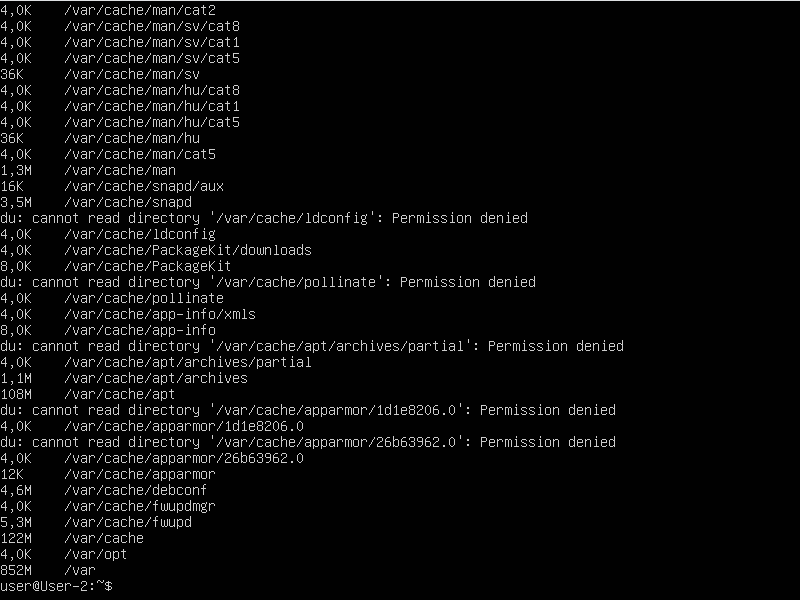 4,0K    /var/cache/man/cat2
4,0K    /var/cache/man/sv/cat8
4,0K    /var/cache/man/sv/cat1
4,0K    /var/cache/man/sv/cat5
36K     /var/cache/man/sv
4,0K    /var/cache/man/hu/cat8
4,0K    /var/cache/man/hu/cat1
4,0K    /var/cache/man/hu/cat5
36K     /var/cache/man/hu
4,0K    /var/cache/man/cat5
1,3M    /var/cache/man
16K     /var/cache/snapd/aux
3,5M    /var/cache/snapd
du: cannot read directory '/var/cache/ldconfig': Permission denied
4,0K    /var/cache/ldconfig
4,0K    /var/cache/PackageKit/downloads
8,0K    /var/cache/PackageKit
du: cannot read directory '/var/cache/pollinate': Permission denied
4,0K    /var/cache/pollinate
4,0K    /var/cache/app-info/xmls
8,0K    /var/cache/app-info
du: cannot read directory '/var/cache/apt/archives/partial': Permission denied
4,0K    /var/cache/apt/archives/partial
1,1M    /var/cache/apt/archives
108M    /var/cache/apt
du: cannot read directory '/var/cache/apparmor/1d1e8206.0': Permission denied
4,0K    /var/cache/apparmor/1d1e8206.0
du: cannot read directory '/var/cache/apparmor/26b63962.0': Permission denied
4,0K    /var/cache/apparmor/26b63962.0
12K     /var/cache/apparmor
4,6M    /var/cache/debconf
4,0K    /var/cache/fwupdmgr
5,3M    /var/cache/fwupd
122M    /var/cache
4,0K    /var/opt
852M    /var
user@User-2:~$